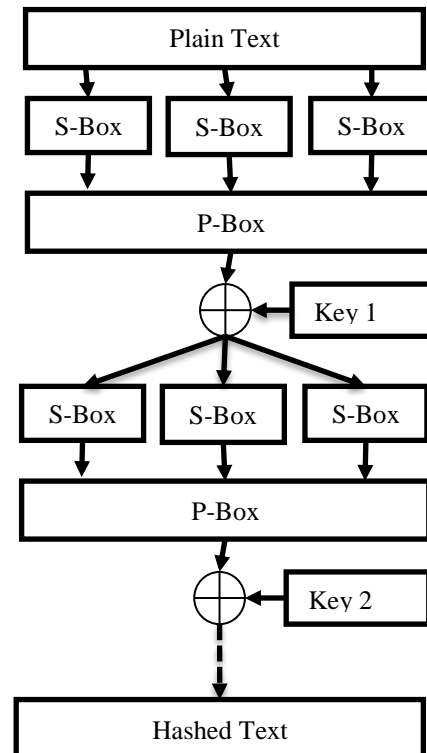 Plain Text
S-Box S-Box S-Box
P-Box
Key 1
S-Box S-Box S-Box
P-Box
Key 2
Hashed Text